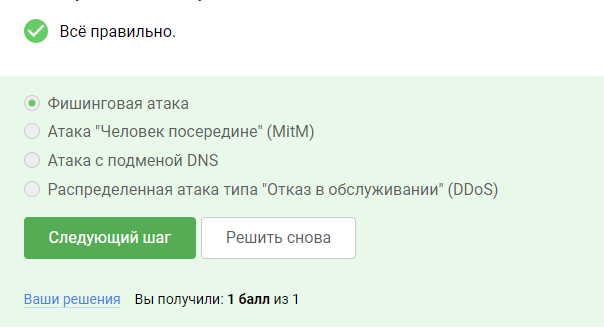 Всё правильно.
Фишинговая атака
Атака "Человек посередине" (MitM)
Атака с подменой DNS
Распределенная атака типа "Отказ в обслуживании" (DDoS)
Следующий шаг Решить снова
Ваши решения Вы получили: 1 балл из 1